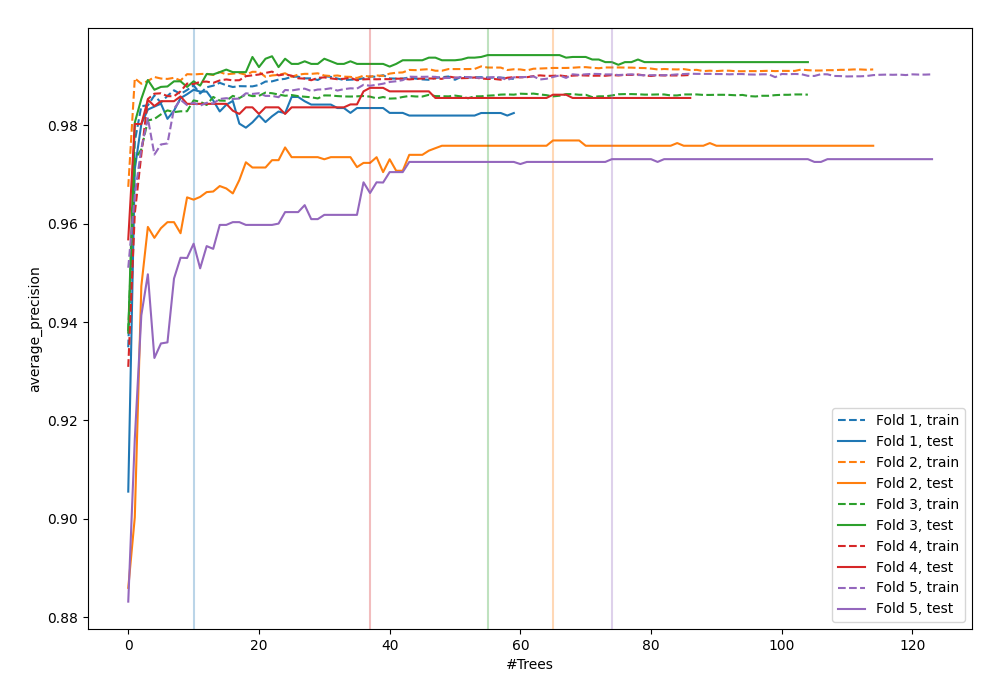 average_precision
0.98
0.96
0.94
0.92
0.90
0.88
0
20
40
60
80
100
120
#Trees
Fold 1, train
Fold 1, test
Fold 2, train
Fold 2, test
Fold 3, train
Fold 3, test
Fold 4, train
Fold 4, test
Fold 5, train
Fold 5, test